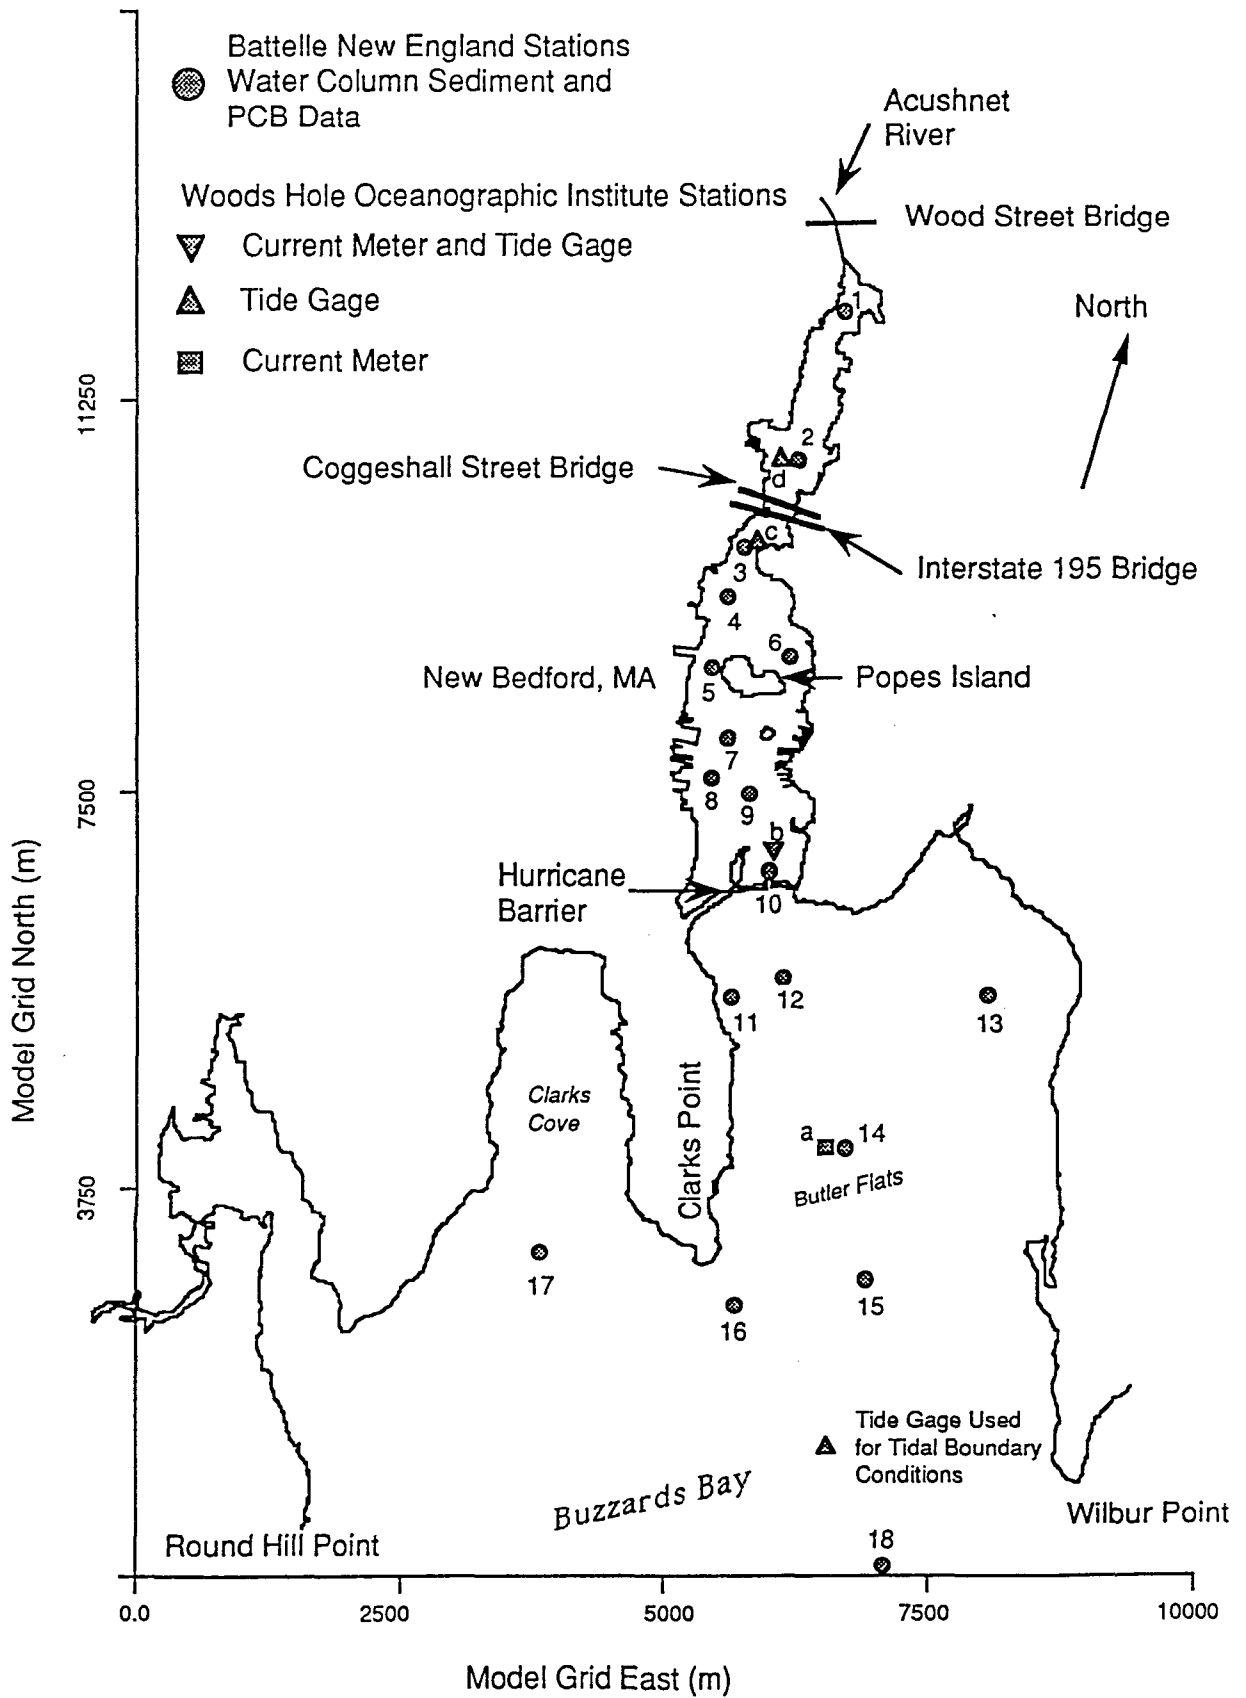 Battelle New England Stations
Water Column Sediment and
PCB Data
Woods Hole Oceanographic Institute Stations
Current Meter and Tide Gage
Tide Gage
Current Meter
Acushnet
River
Wood Street Bridge
North
1
11250
2
Coggeshall Street Bridge
d
c
Interstate 195 Bridge
3
4
6
New Bedford, MA
5
Popes Island
7
7500
8
9
b
Hurricane
Barrier
10
11
12
13
Clarks
Cove
Clarks Point
a
14
Butler Flats
3750
17
15
16
Tide Gage Used
for Tidal Boundary
Conditions
Buzzards Bay
Wilbur Point
Round Hill Point
18
0.0
2500
5000
7500
10000
Model Grid North (m)
Model Grid East (m)